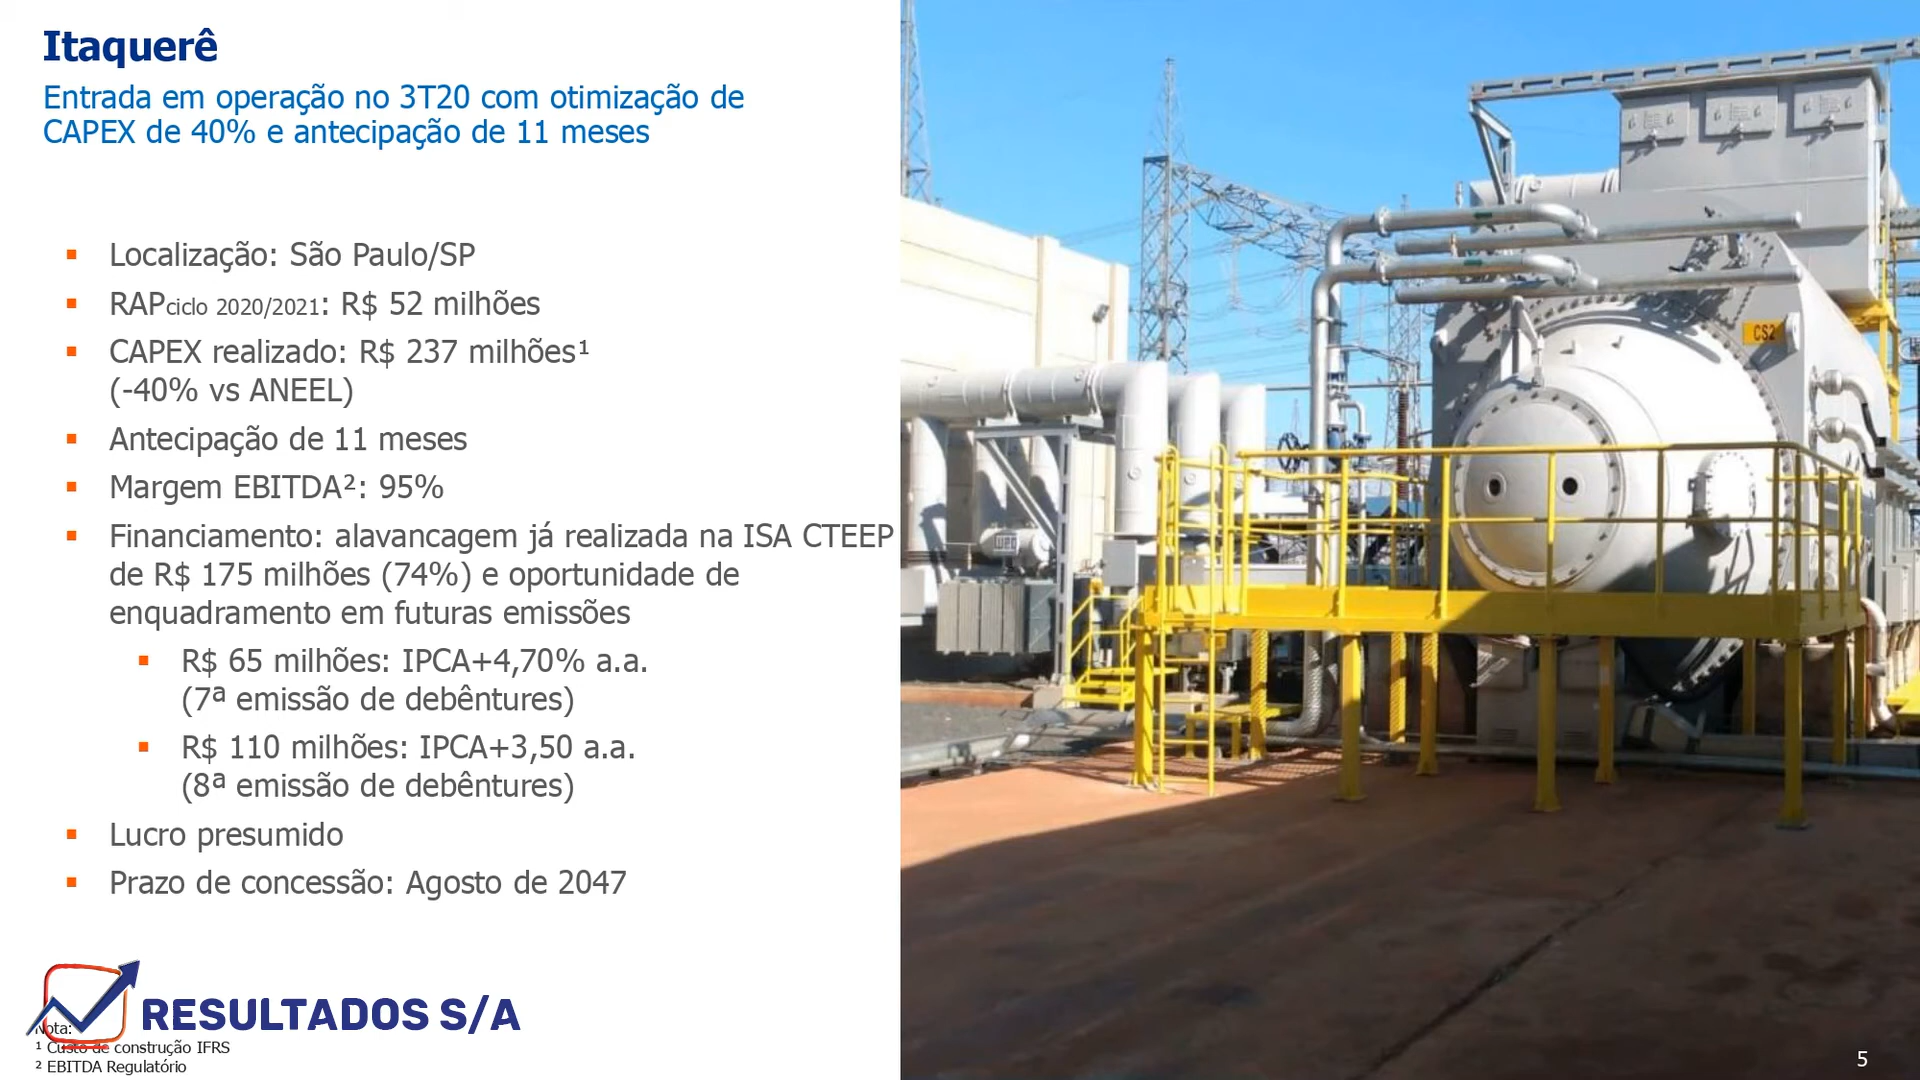 Itaquerê
Entrada em operação no 3T20 com otimização de
CAPEX de 40% e antecipação de 11 meses
▪ Localização: São Paulo/SP
▪ RAPciclo 2020/2021: R$ 52 milhões
▪ CAPEX realizado: R$ 237 milhões¹
(-40% vs ANEEL)
▪ Antecipação de 11 meses
▪ Margem EBITDA²: 95%
▪ Financiamento: alavancagem já realizada na ISA CTEEP
de R$ 175 milhões (74%) e oportunidade de
enquadramento em futuras emissões
▪ R$ 65 milhões: IPCA+4,70% a.a.
(7ª emissão de debêntures)
▪ R$ 110 milhões: IPCA+3,50 a.a.
(8ª emissão de debêntures)
▪ Lucro presumido
▪ Prazo de concessão: Agosto de 2047
RESULTADOS S/A
Nota:
¹ Custo de construção IFRS
² EBITDA Regulatório
CS2
WEG
5